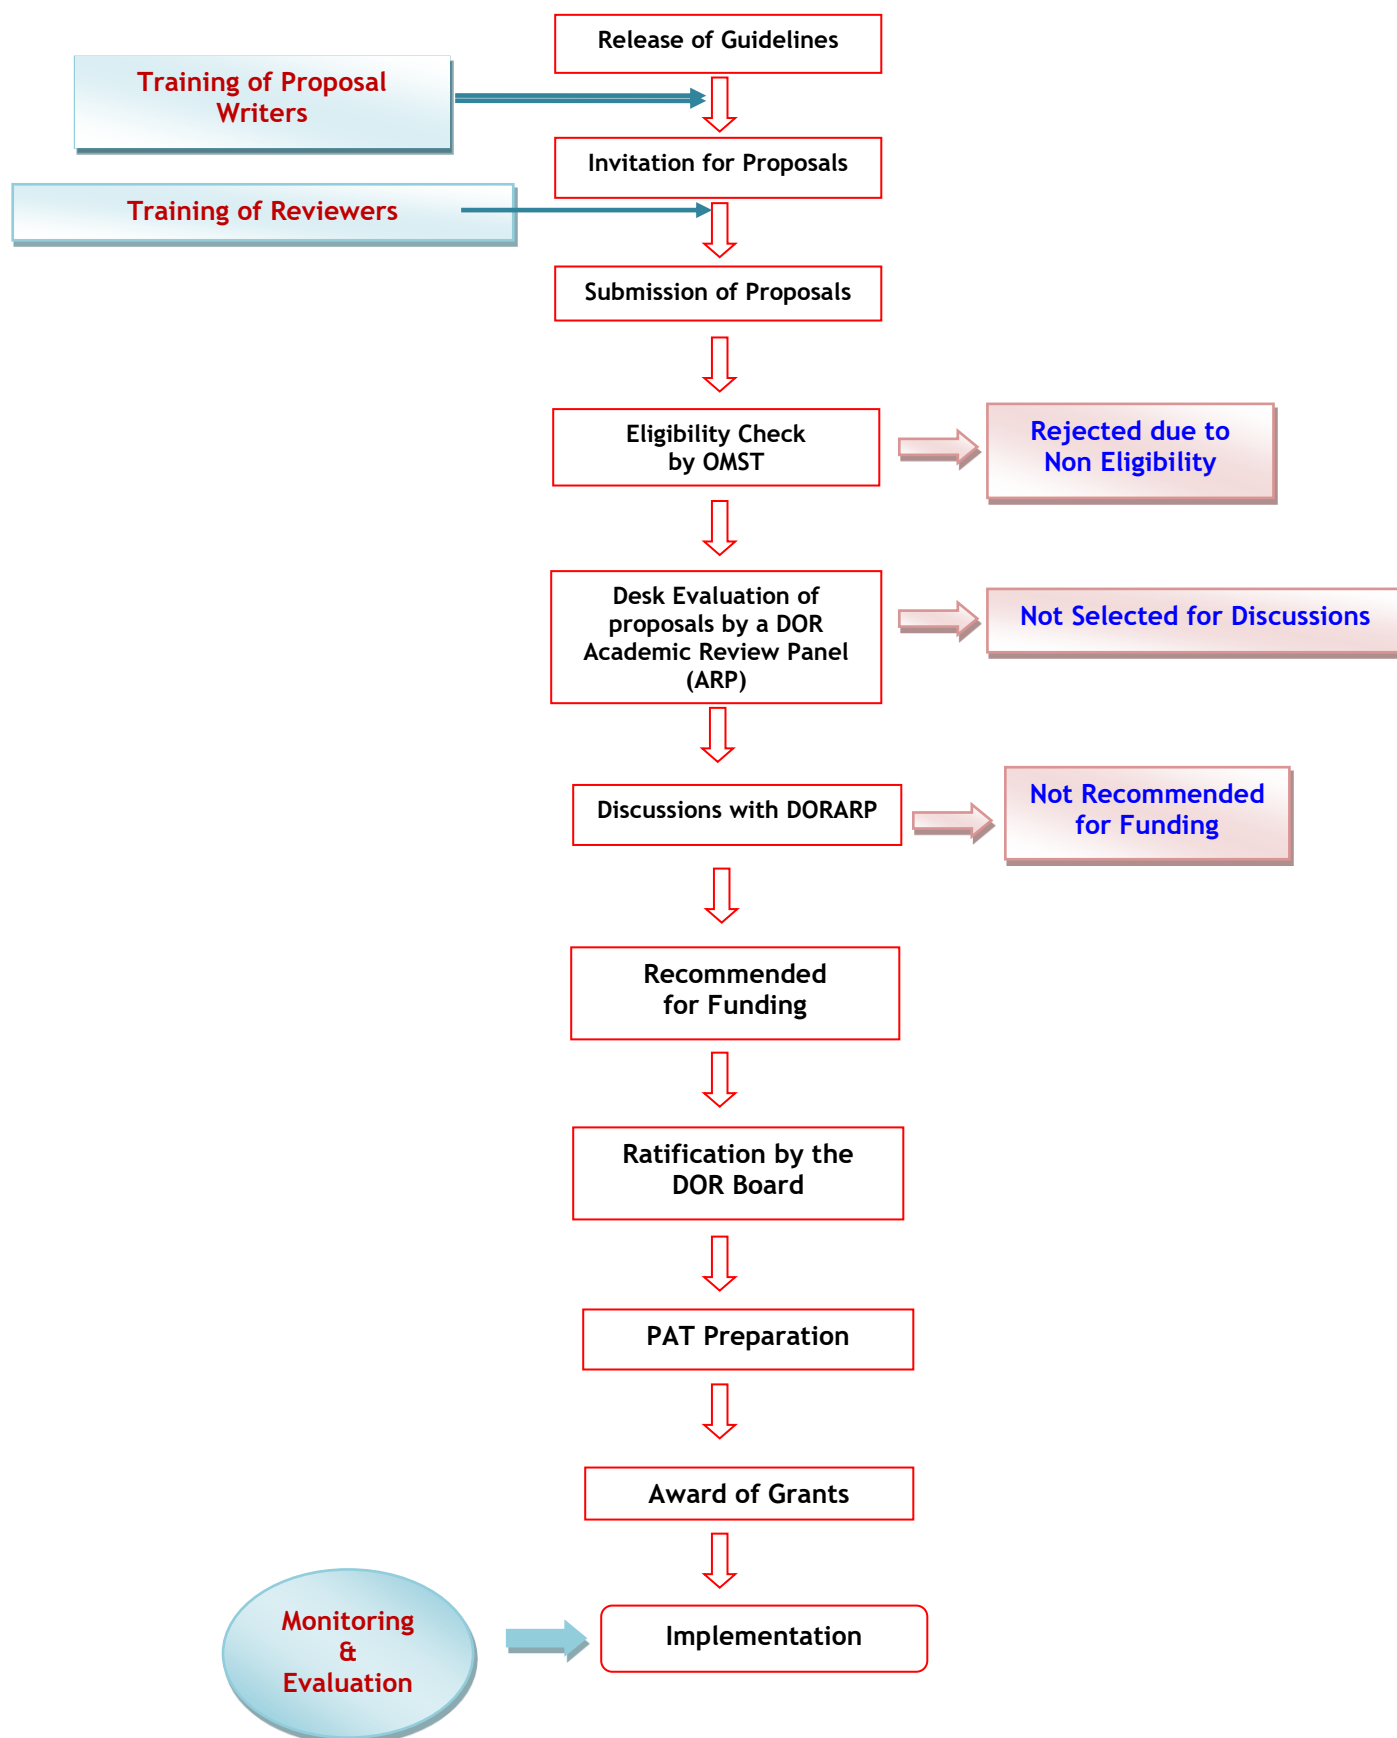 Release of Guidelines
Training of Proposal
Writers
Invitation for Proposals
Training of Reviewers
Submission of Proposals
Eligibility Check
by OMST
Rejected due to
Non Eligibility
Desk Evaluation of
proposals by a DOR
Academic Review Panel
(ARP)
Not Selected for Discussions
Discussions with DORARP
Not Recommended
for Funding
Recommended
for Funding
Ratification by the
DOR Board
PAT Preparation
Award of Grants
Monitoring
&
Evaluation
Implementation